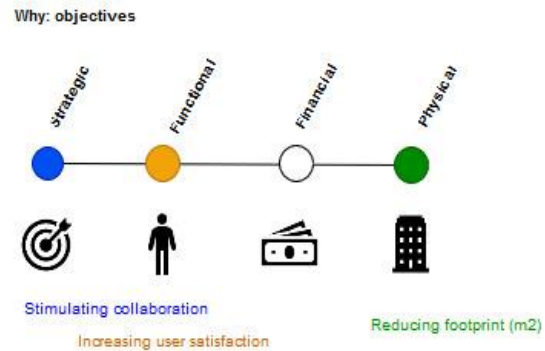 Why: objectives
Strategic
Functional
Financial
Physical
Stimulating collaboration
Increasing user satisfaction
Reducing footprint (m2)